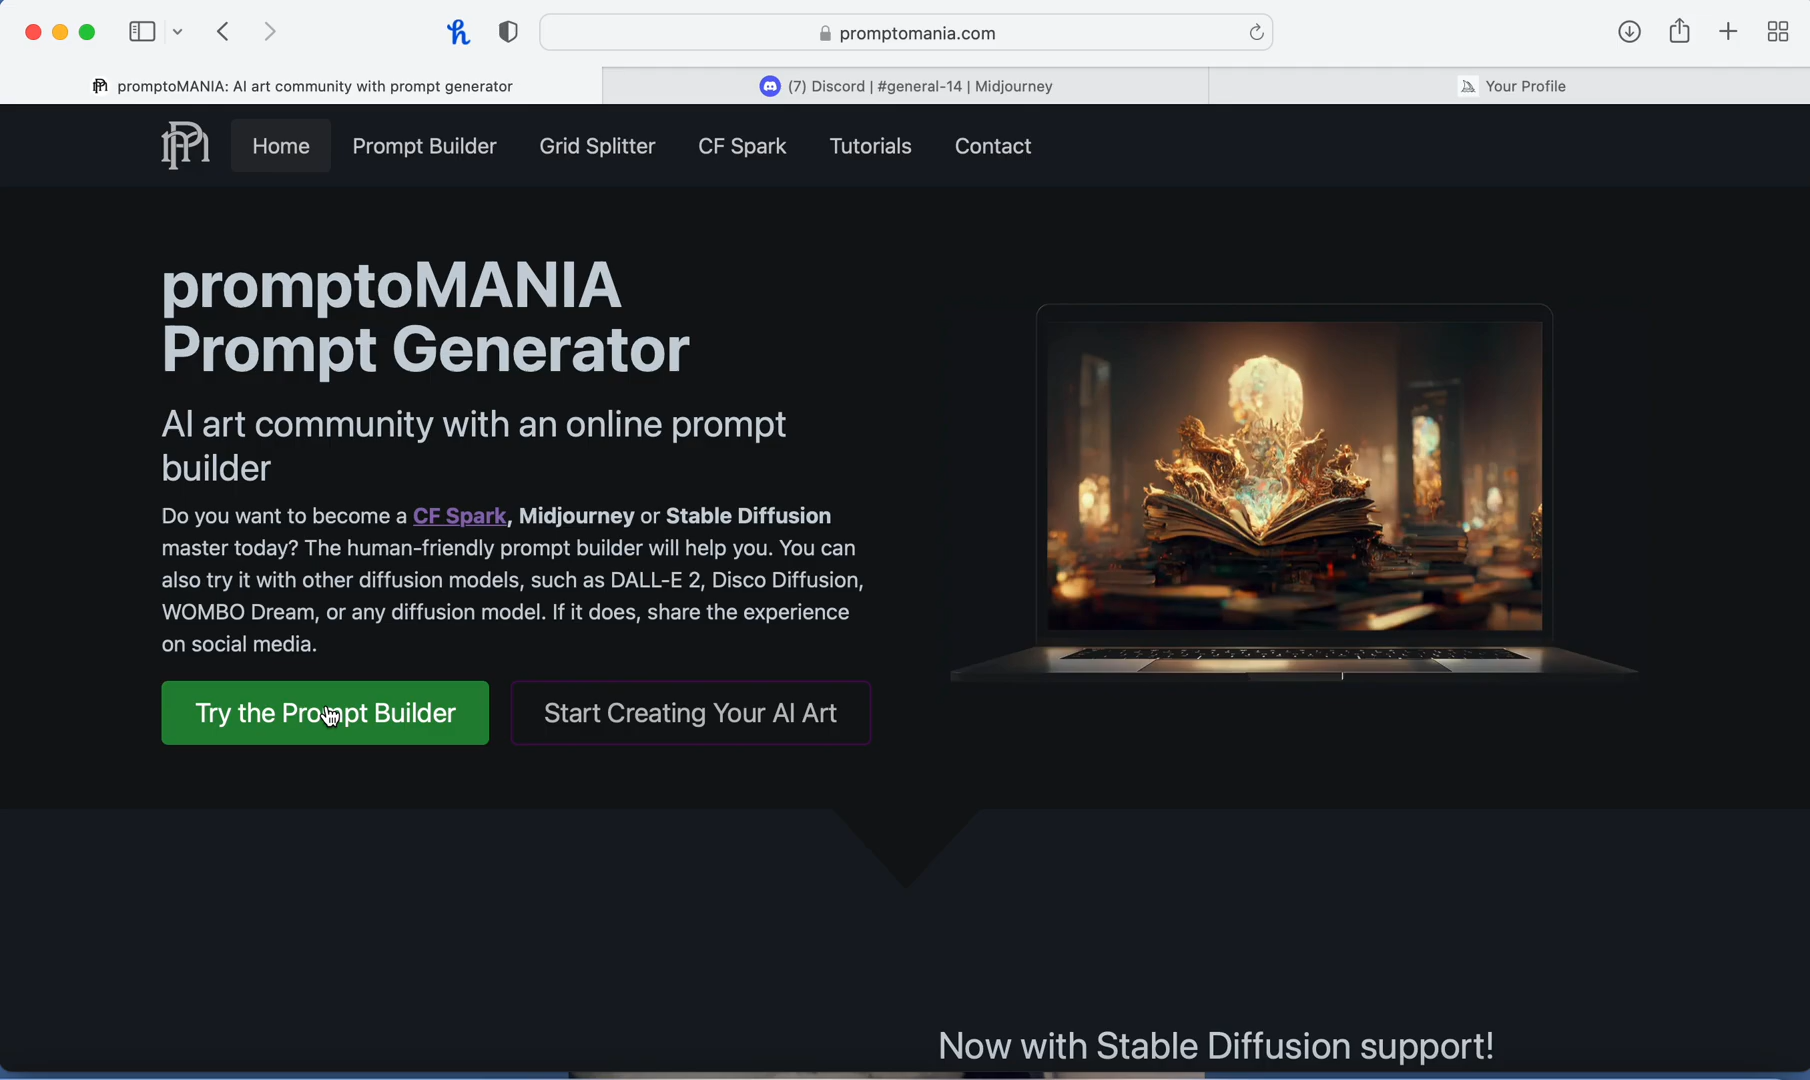 promptomania.com
promptoMANIA: AI art community with prompt generator
(7) Discord | #general-14 | Midjourney
Your Profile
Home
Prompt Builder
Grid Splitter
CF Spark
Tutorials
Contact
promptoMANIA
Prompt Generator
AI art community with an online prompt
builder
Do you want to become a CF Spark, Midjourney or Stable Diffusion
master today? The human-friendly prompt builder will help you. You can
also try it with other diffusion models, such as DALL-E 2, Disco Diffusion,
WOMBO Dream, or any diffusion model. If it does, share the experience
on social media.
Try the Prompt Builder
Start Creating Your AI Art
Now with Stable Diffusion support!